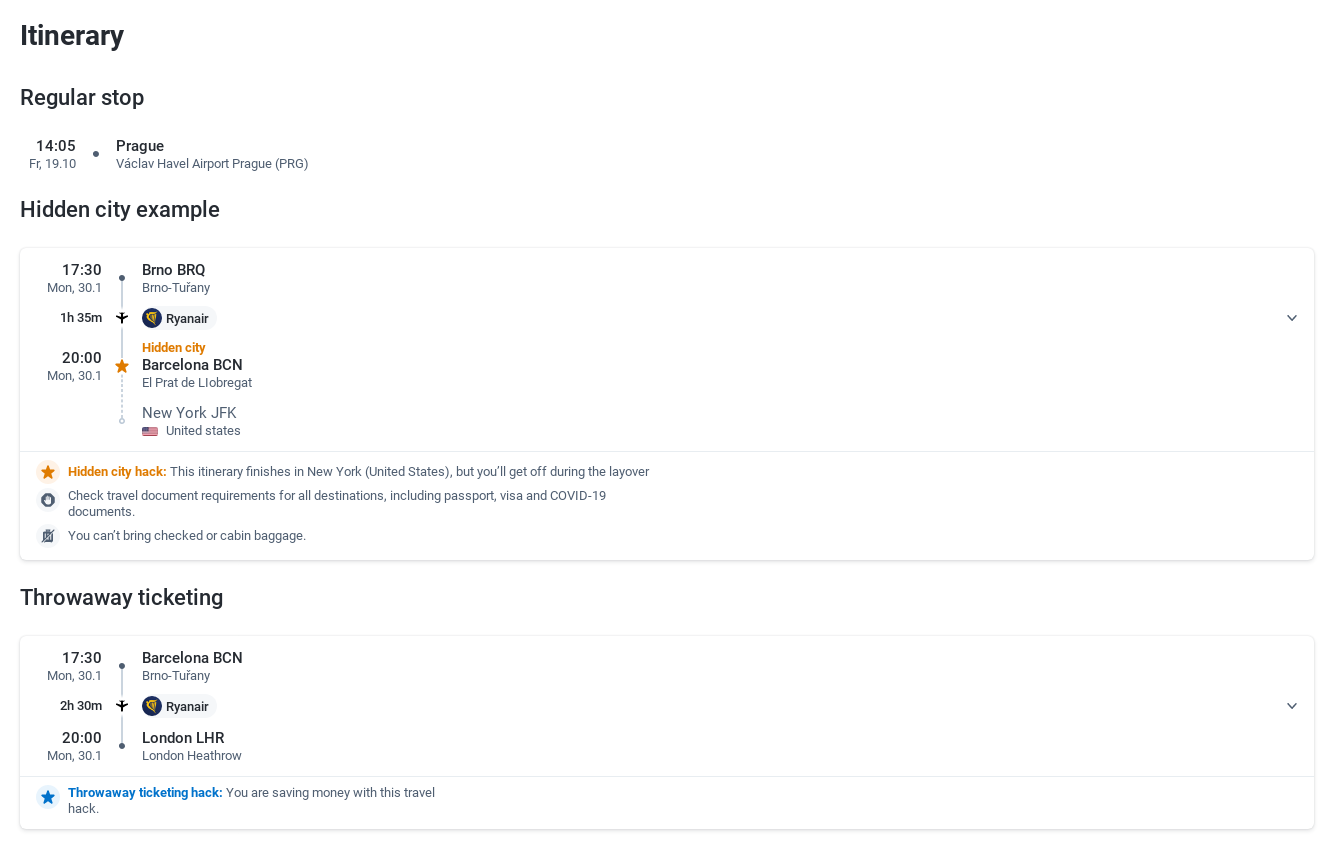 Itinerary
Regular stop
14:05
Fr, 19.10
Prague
Václav Havel Airport Prague (PRG)
Hidden city example
17:30
Mon, 30.1
Brno BRQ
Brno-Tuřany
1h 35m
Ryanair
20:00
Mon, 30.1
Hidden city
Barcelona BCN
El Prat de LIobregat
New York JFK
United states
Hidden city hack: This itinerary finishes in New York (United States), but you’ll get off during the layover
Check travel document requirements for all destinations, including passport, visa and COVID-19
documents.
You can’t bring checked or cabin baggage.
Throwaway ticketing
17:30
Mon, 30.1
Barcelona BCN
Brno-Tuřany
2h 30m
Ryanair
20:00
Mon, 30.1
London LHR
London Heathrow
Throwaway ticketing hack: You are saving money with this travel
hack.